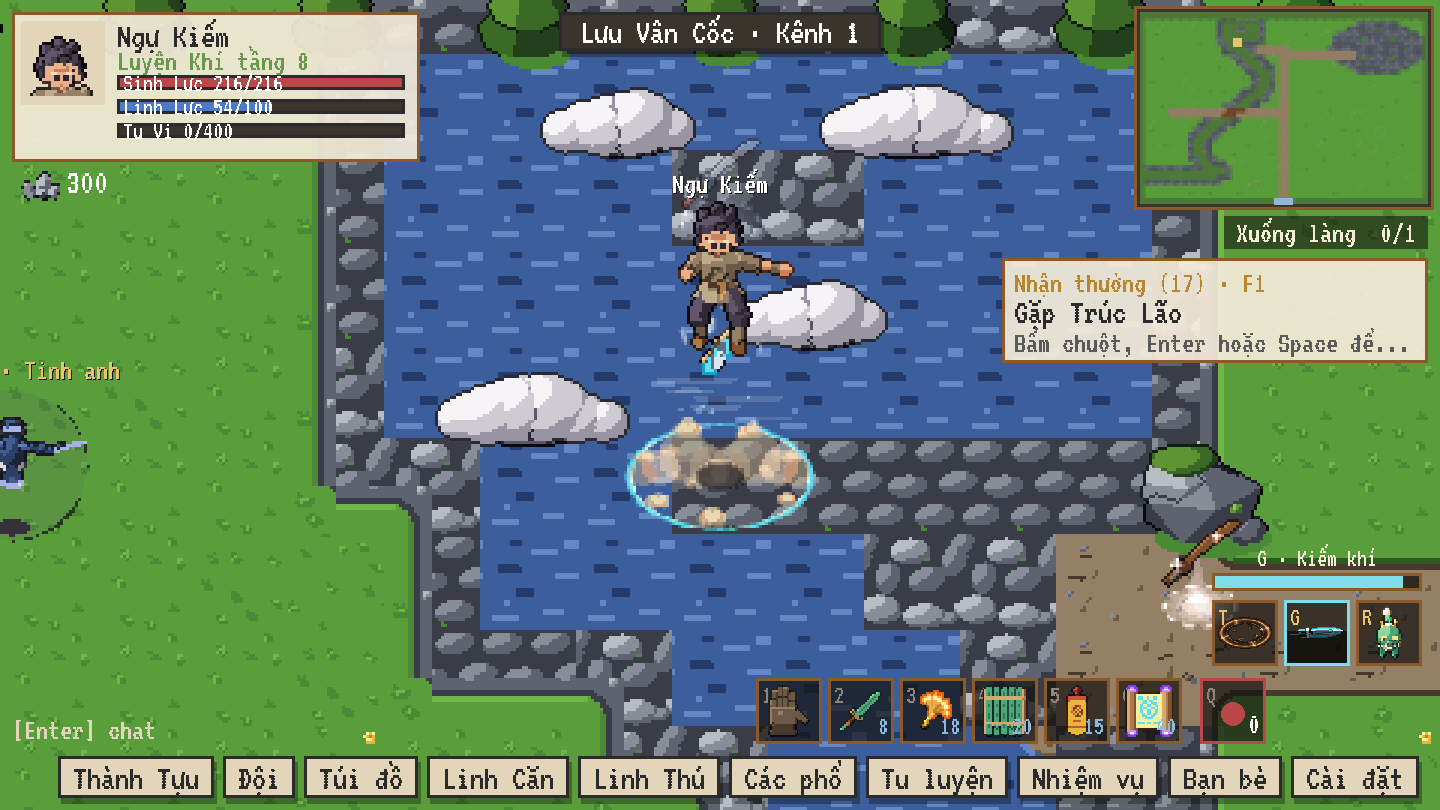 Ngự Kiếm
Luyện Khí tầng 8
Sinh Lực 216/216
Linh Lực 54/100
Tu Vi 0/400
300
Lưu Vân Cốc · Kênh 1
Xuống làng 0/1
Nhận thưởng (17) · F1
Gặp Trúc Lão
Bấm chuột, Enter hoặc Space để...
Ngự Kiếm
· Tinh anh
G · Kiếm khí
T
G
R
[Enter] chat
1
2
8
3
18
4
20
5
15
Q
0
Thành Tựu
Đội
Túi đồ
Linh Căn
Linh Thú
Các phổ
Tu luyện
Nhiệm vụ
Bạn bè
Cài đặt